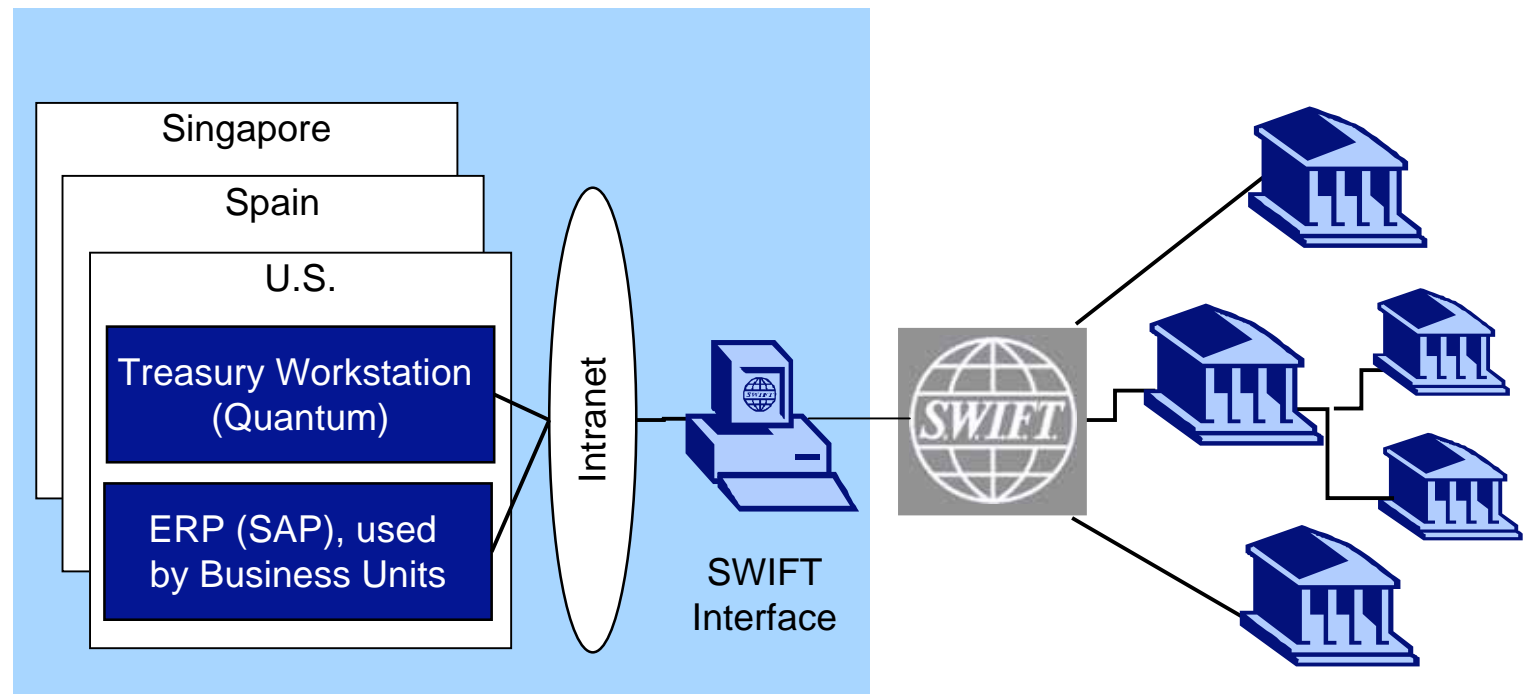 Singapore
Spain
U.S.
Treasury Workstation
(Quantum)
ERP (SAP), used
by Business Units
Intranet
S.W.I.F.T.
SWIFT
Interface
S.W.I.F.T.